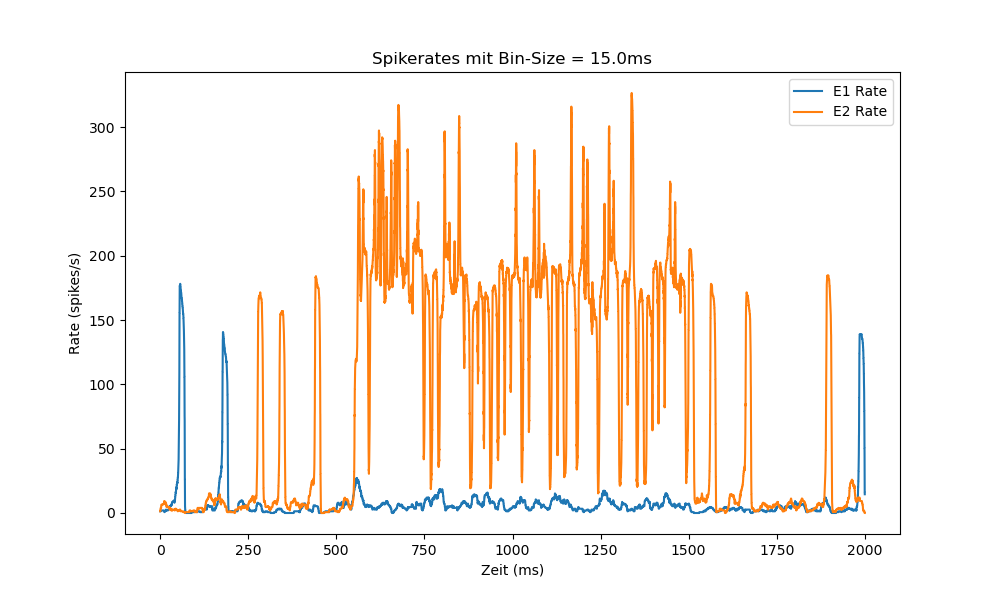 Spikerates mit Bin-Size = 15.0ms
E1 Rate
E2 Rate
Rate (spikes/s)
300
250
200
150
100
50
0
0 250 500 750 1000 1250 1500 1750 2000
Zeit (ms)